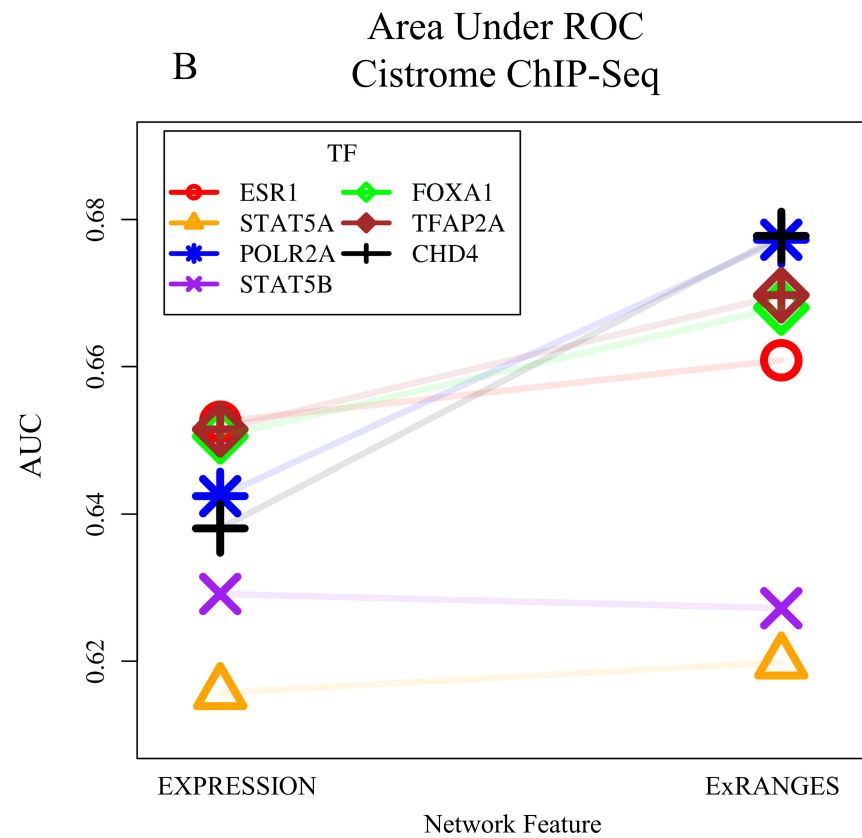 Area Under ROC
B
Cistrome ChIP-Seq
TF
ESR1 FOXA1
STAT5A TFAP2A
POLR2A CHD4
STAT5B
0.68
0.66
0.64
0.62
AUC
EXPRESSION ExRANGES
Network Feature